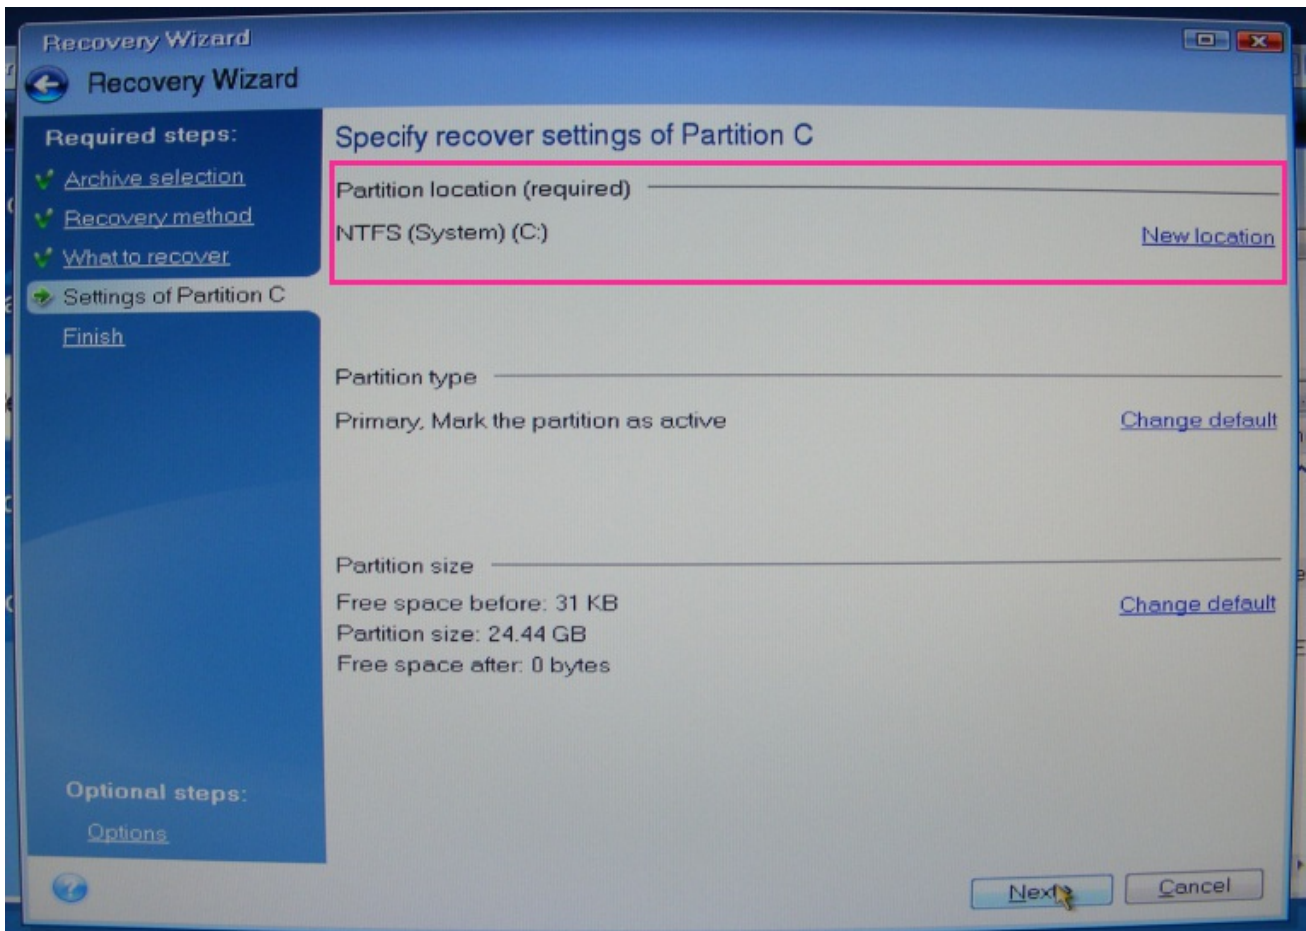 Recovery Wizard
Recovery Wizard
Required steps:
Archive selection
Recovery method
What to recover
Settings of Partition C
Finish
Optional steps:
Options
Specify recover settings of Partition C
Partition location (required)
NTFS (System) (C:)
New location
Partition type
Primary, Mark the partition as active
Change default
Partition size
Free space before: 31 KB
Change default
Partition size: 24.44 GB
Free space after: 0 bytes
Next
Cancel